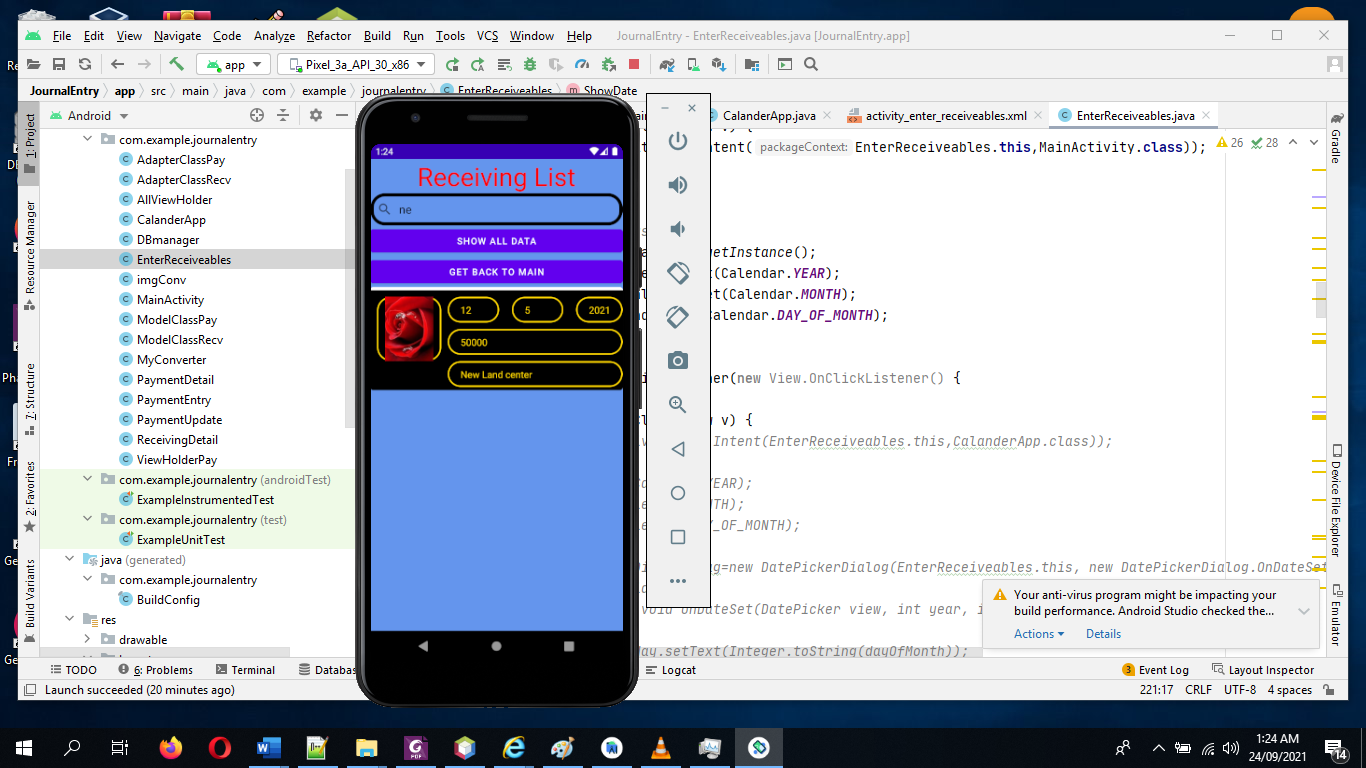 File Edit View Navigate Code Analyze Refactor Build Run Tools VCS Window Help JournalEntry - EnterReceiveables.java [JournalEntry.app]
app Pixel_3a_API_30_x86
JournalEntry app src main java com example journalentry EnterReceiveables ShowDate
Android
CalanderApp.java activity_enter_receiveables.xml EnterReceiveables.java
1: Project
Resource Manager
7: Structure
2: Favorites
Build Variants
com.example.journalentry
AdapterClassPay
AdapterClassRecv
AllViewHolder
CalanderApp
DBmanager
EnterReceiveables
imgConv
MainActivity
ModelClassPay
ModelClassRecv
MyConverter
PaymentDetail
PaymentEntry
PaymentUpdate
ReceivingDetail
ViewHolderPay
com.example.journalentry (androidTest)
ExampleInstrumentedTest
com.example.journalentry (test)
ExampleUnitTest
java (generated)
com.example.journalentry
BuildConfig
res
drawable
1:24
Receiving List
ne
SHOW ALL DATA
GET BACK TO MAIN
12 5 2021
50000
New Land center
packageContext: EnterReceiveables.this,MainActivity.class));
26 28
getInstance();
(Calendar.YEAR);
(Calendar.MONTH);
Calendar.DAY_OF_MONTH);
(new View.OnClickListener() {
v) {
Intent(EnterReceiveables.this,CalanderApp.class));
YEAR);
_OF_MONTH);
=new DatePickerDialog(EnterReceiveables.this, new DatePickerDialog.OnDateSet
void onDateSet(DatePicker view, int year,
day.setText(Integer.toString(dayOfMonth));
Gradle
Device File Explorer
Emulator
Your anti-virus program might be impacting your
build performance. Android Studio checked the...
Actions Details
TODO 6: Problems Terminal Databas Logcat 3 Event Log Layout Inspector
Launch succeeded (20 minutes ago) 221:17 CRLF UTF-8 4 spaces
1:24 AM
24/09/2021
14